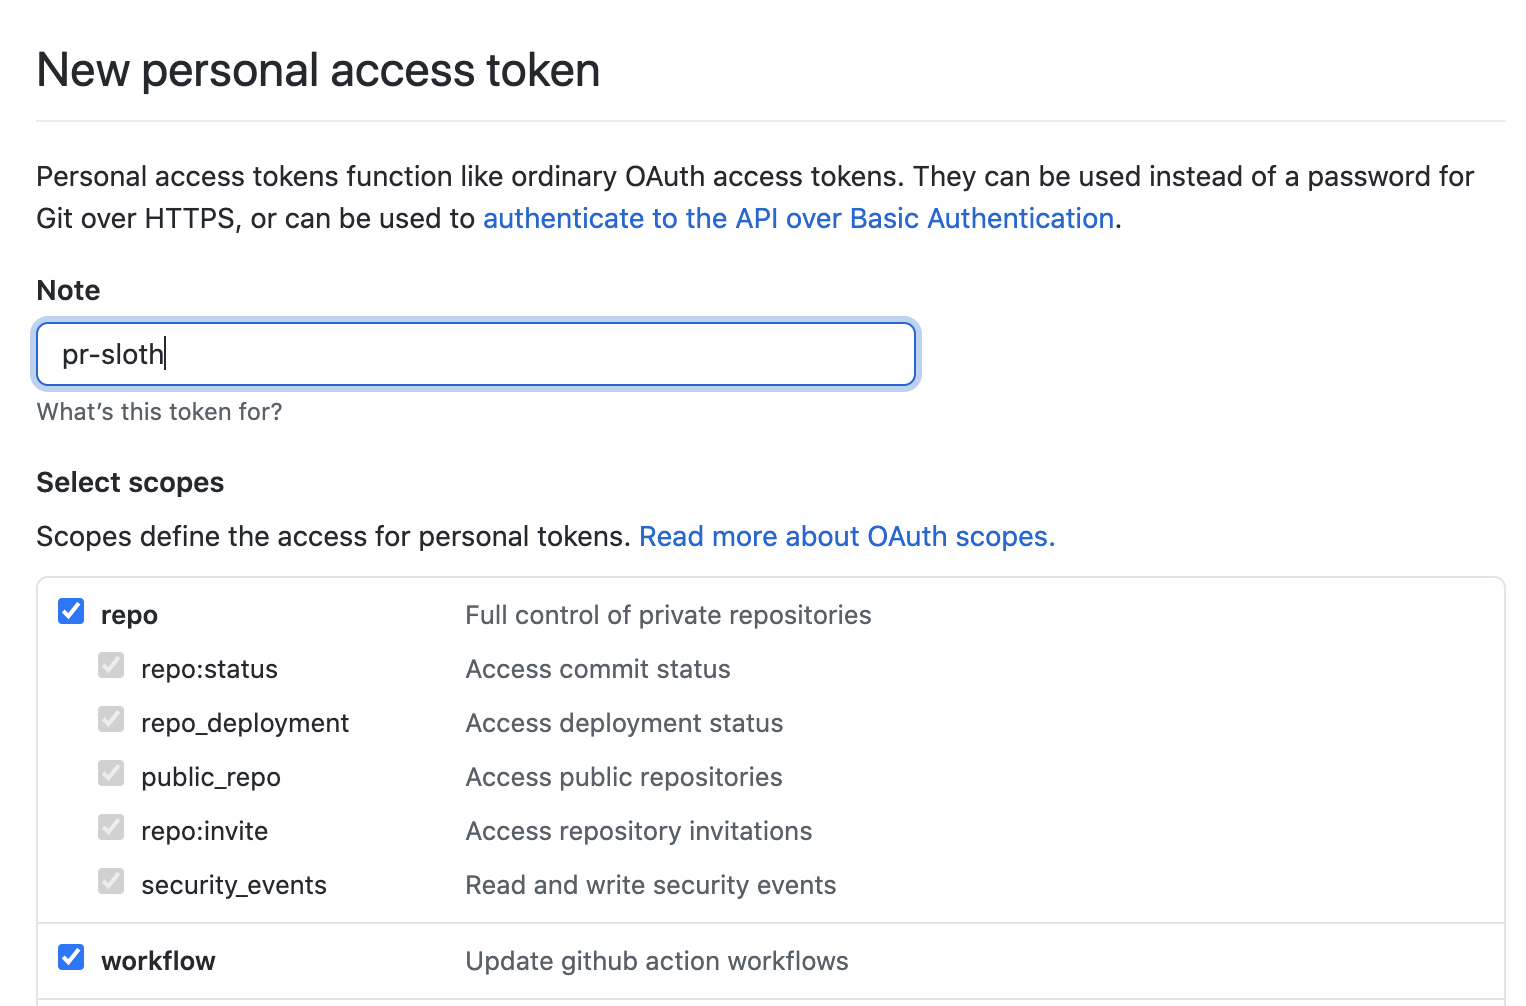 New personal access token
Personal access tokens function like ordinary OAuth access tokens. They can be used instead of a password for
Git over HTTPS, or can be used to authenticate to the API over Basic Authentication.
Note
pr-sloth
What’s this token for?
Select scopes
Scopes define the access for personal tokens. Read more about OAuth scopes.
repo Full control of private repositories
repo:status Access commit status
repo_deployment Access deployment status
public_repo Access public repositories
repo:invite Access repository invitations
security_events Read and write security events
workflow Update github action workflows